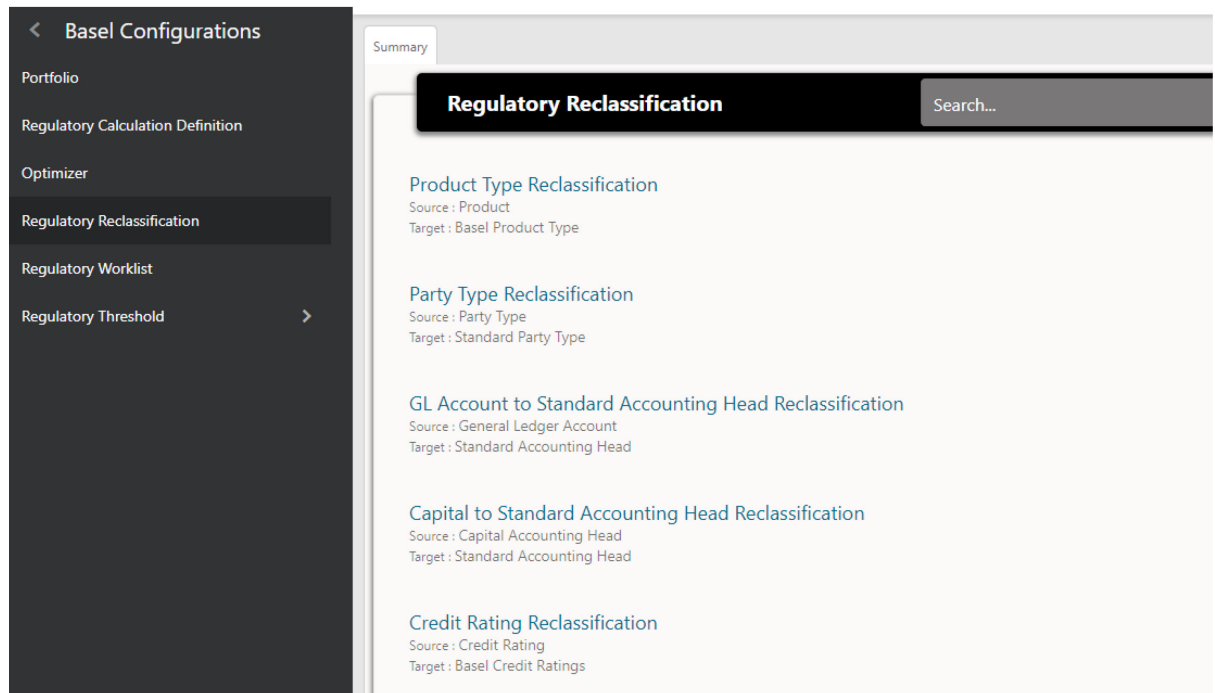 Basel Configurations
Portfolio
Regulatory Calculation Definition
Optimizer
Regulatory Reclassification
Regulatory Worklist
Regulatory Threshold
Summary
Regulatory Reclassification
Search...
Product Type Reclassification
Source : Product
Target : Basel Product Type
Party Type Reclassification
Source : Party Type
Target : Standard Party Type
GL Account to Standard Accounting Head Reclassification
Source : General Ledger Account
Target : Standard Accounting Head
Capital to Standard Accounting Head Reclassification
Source : Capital Accounting Head
Target : Standard Accounting Head
Credit Rating Reclassification
Source : Credit Rating
Target : Basel Credit Ratings